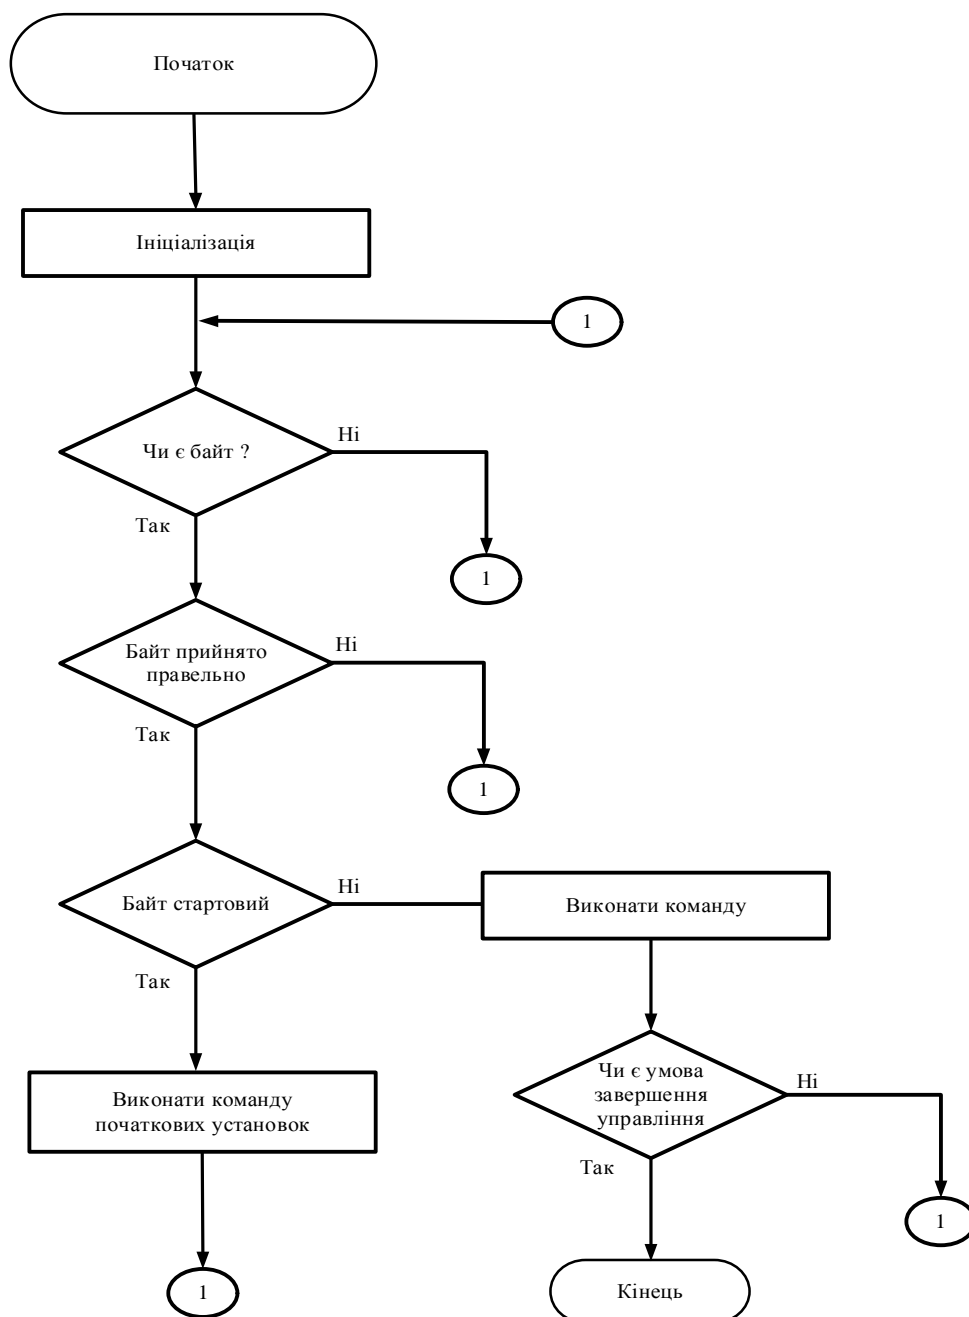 Початок
Ініціалізація
1
Чи є байт ?
Ні
Так
1
Байт прийнято
правельно
Ні
Так
1
Байт стартовий
Ні
Виконати команду
Так
Чи є умова
завершення
управління
Ні
Виконати команду
початкових установок
Так
1
1
Кінець